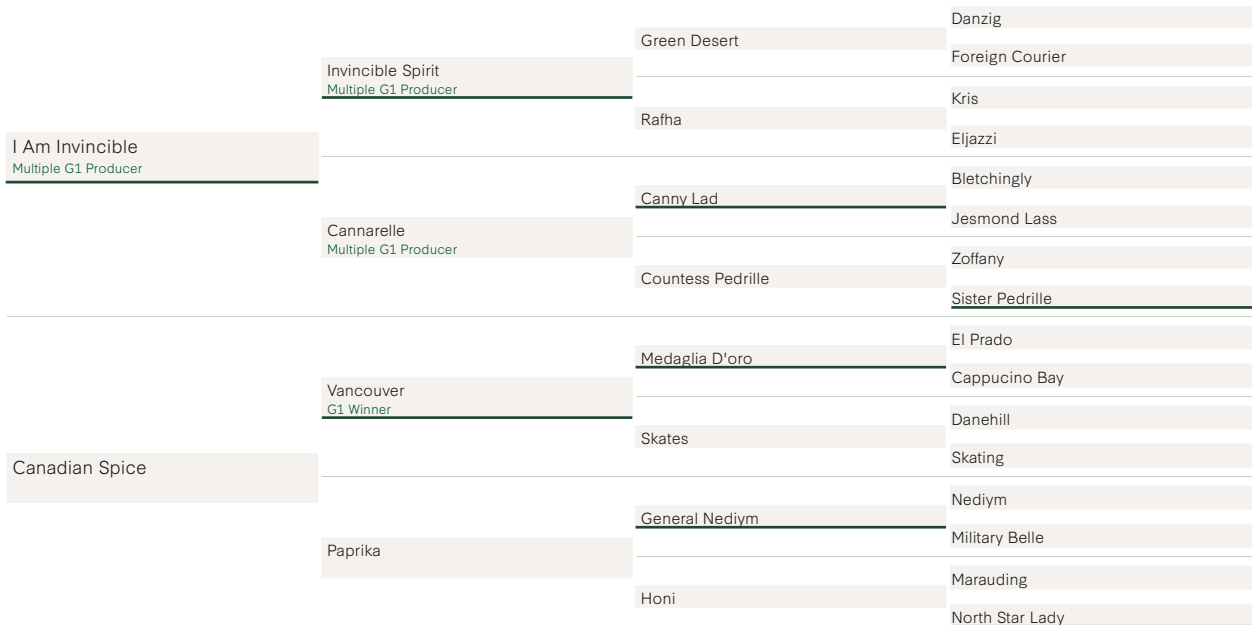 I Am Invincible
Multiple G1 Producer
Canadian Spice
Invincible Spirit
Multiple G1 Producer
Cannarelle
Multiple G1 Producer
Vancouver
G1 Winner
Paprika
Green Desert
Rafha
Canny Lad
Countess Pedrille
Medaglia D'oro
Skates
General Nediym
Honi
Danzig
Foreign Courier
Kris
Eljazzi
Bletchingly
Jesmond Lass
Zoffany
Sister Pedrille
El Prado
Cappucino Bay
Danehill
Skating
Nediym
Military Belle
Marauding
North Star Lady